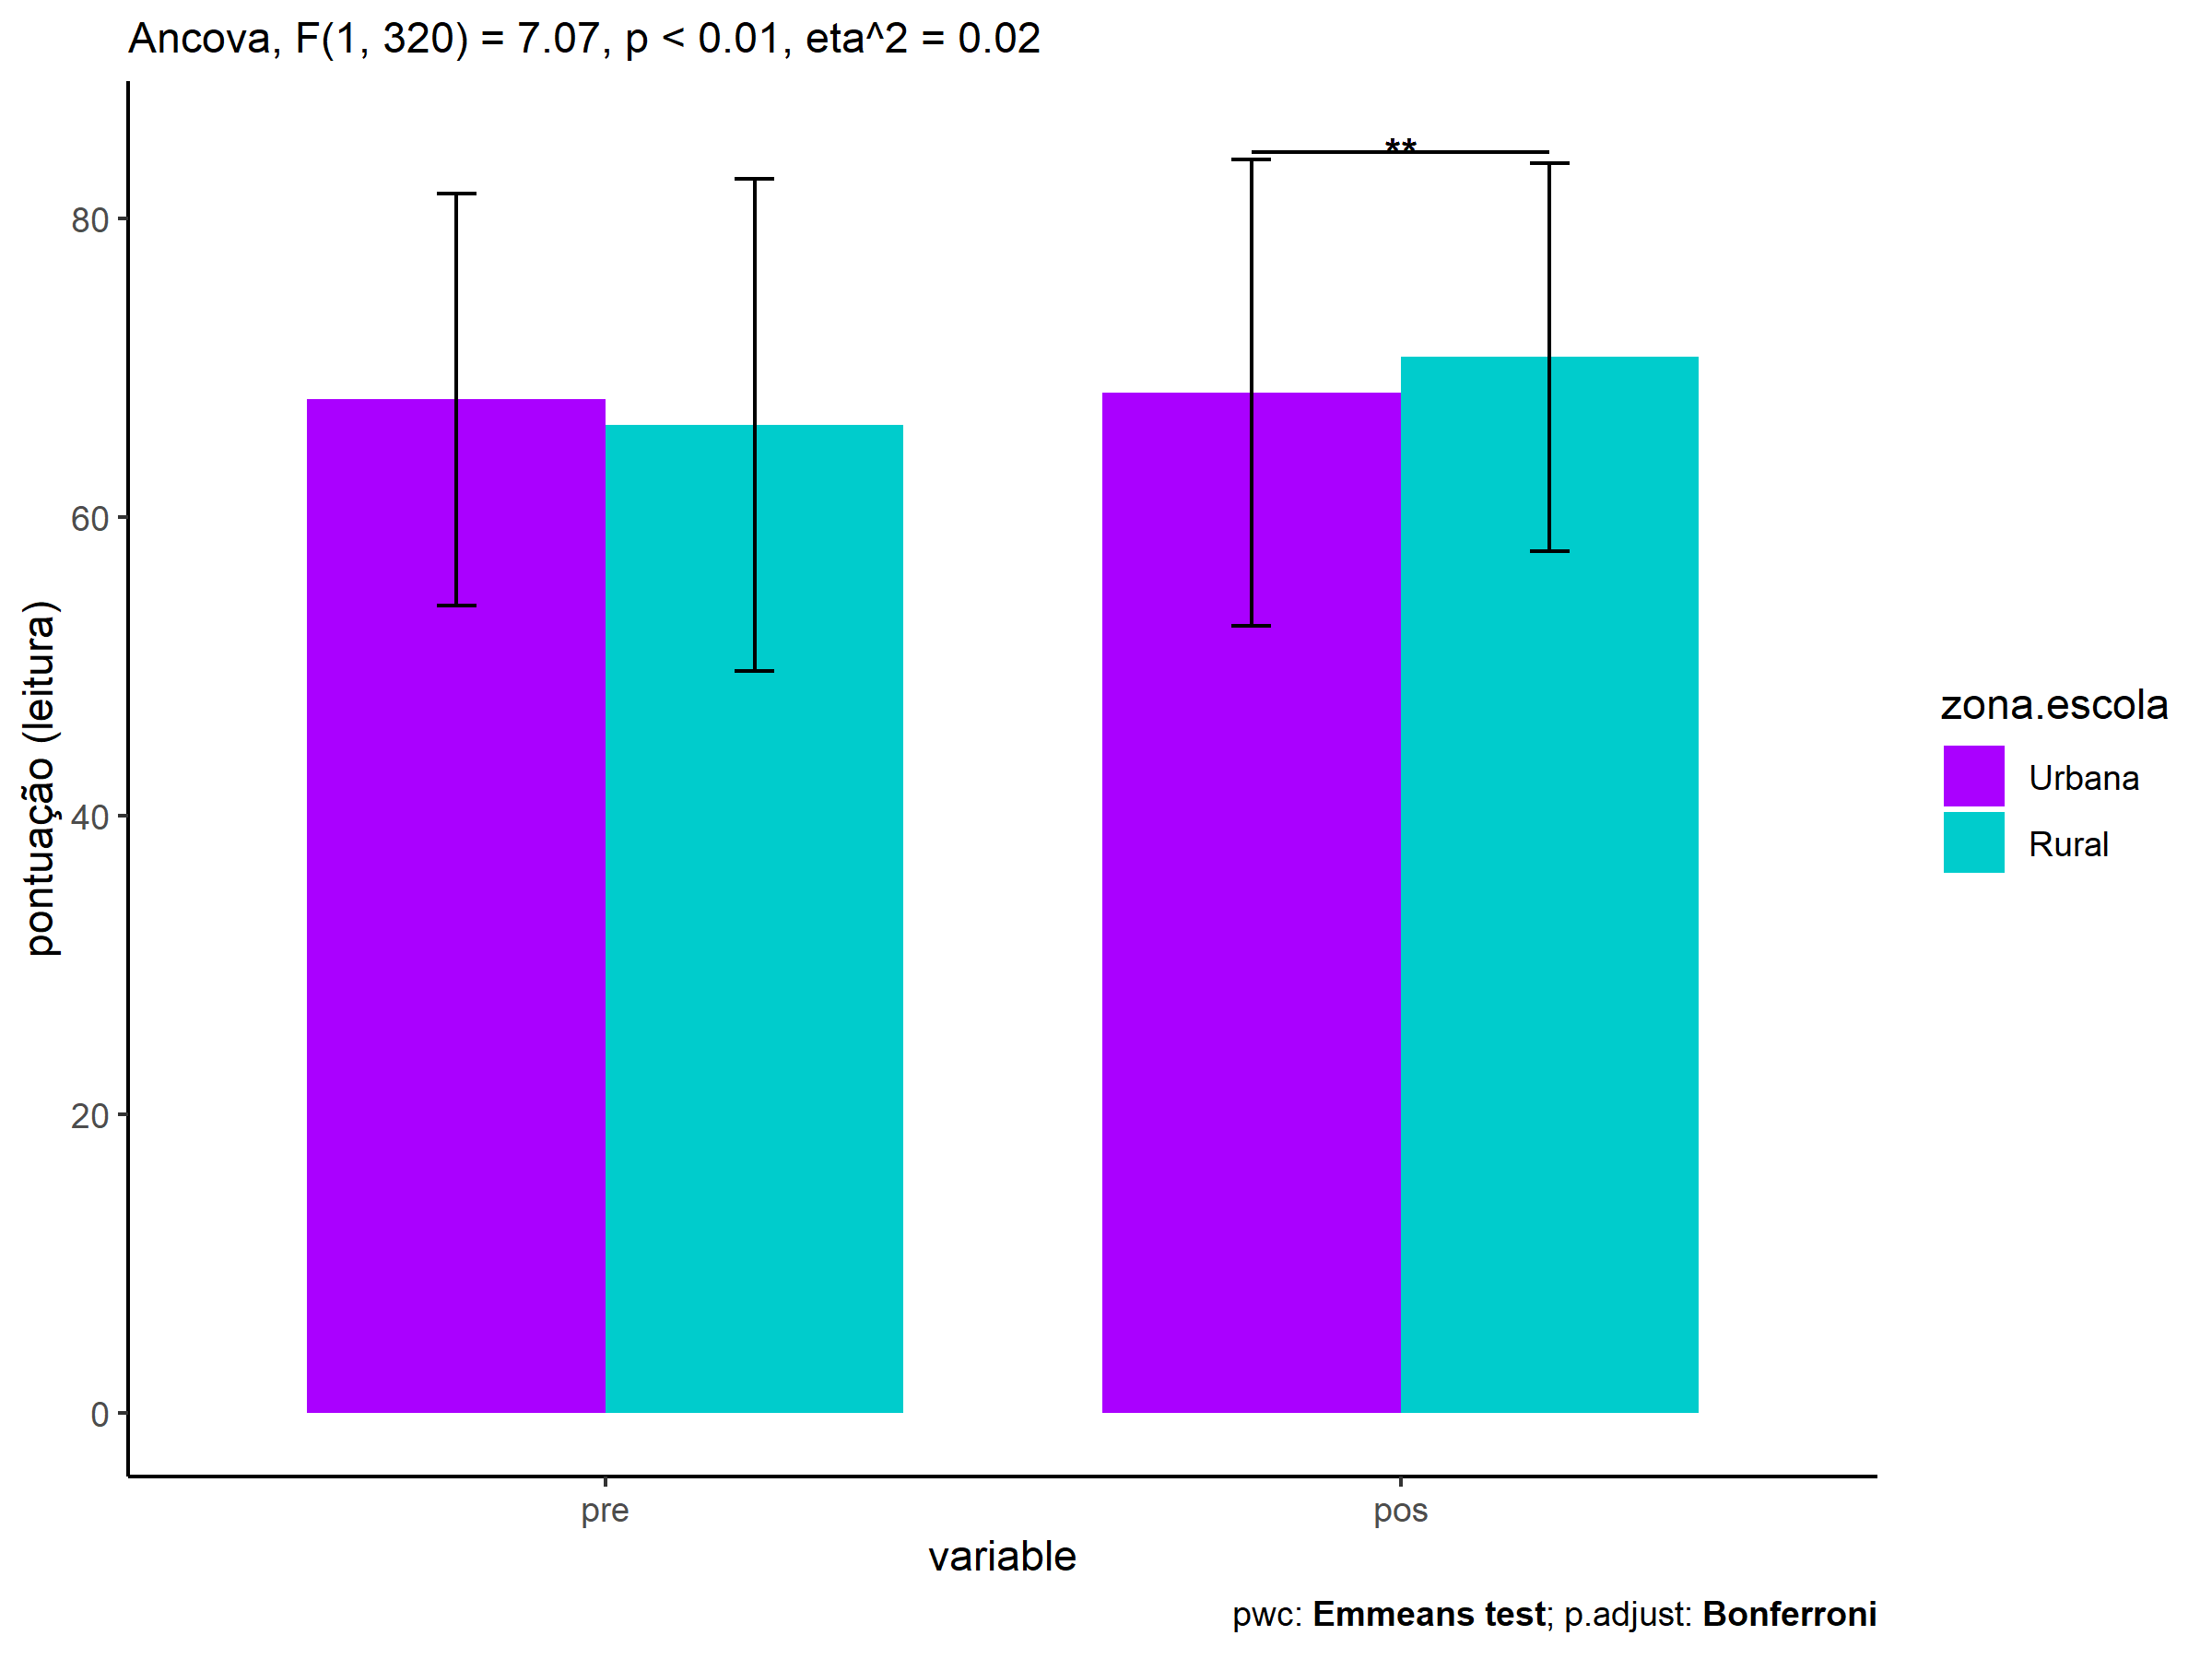 Ancova, F(1, 320) = 7.07, p < 0.01, eta^2 = 0.02
**
80
60
40
20
0
pontuação (leitura)
pre
pos
variable
zona.escola
Urbana
Rural
pwc: Emmeans test; p.adjust: Bonferroni